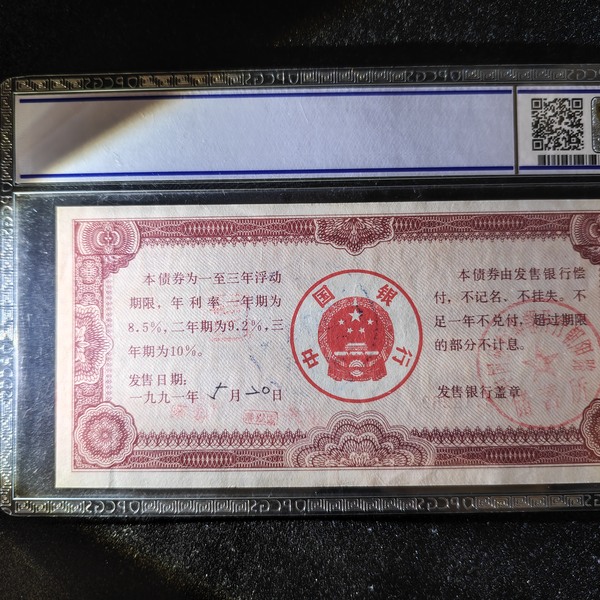 本债券为一至三年浮动
期限，年利率一年期为
8.5%，二年期为9.2%，三
年期为10%。
发售日期：
一九九一年 5 月 20 日
中国银行
本债券由发售银行偿
付，不记名、不挂失。不
足一年不兑付，超过期限
的部分不计息。
发售银行盖章